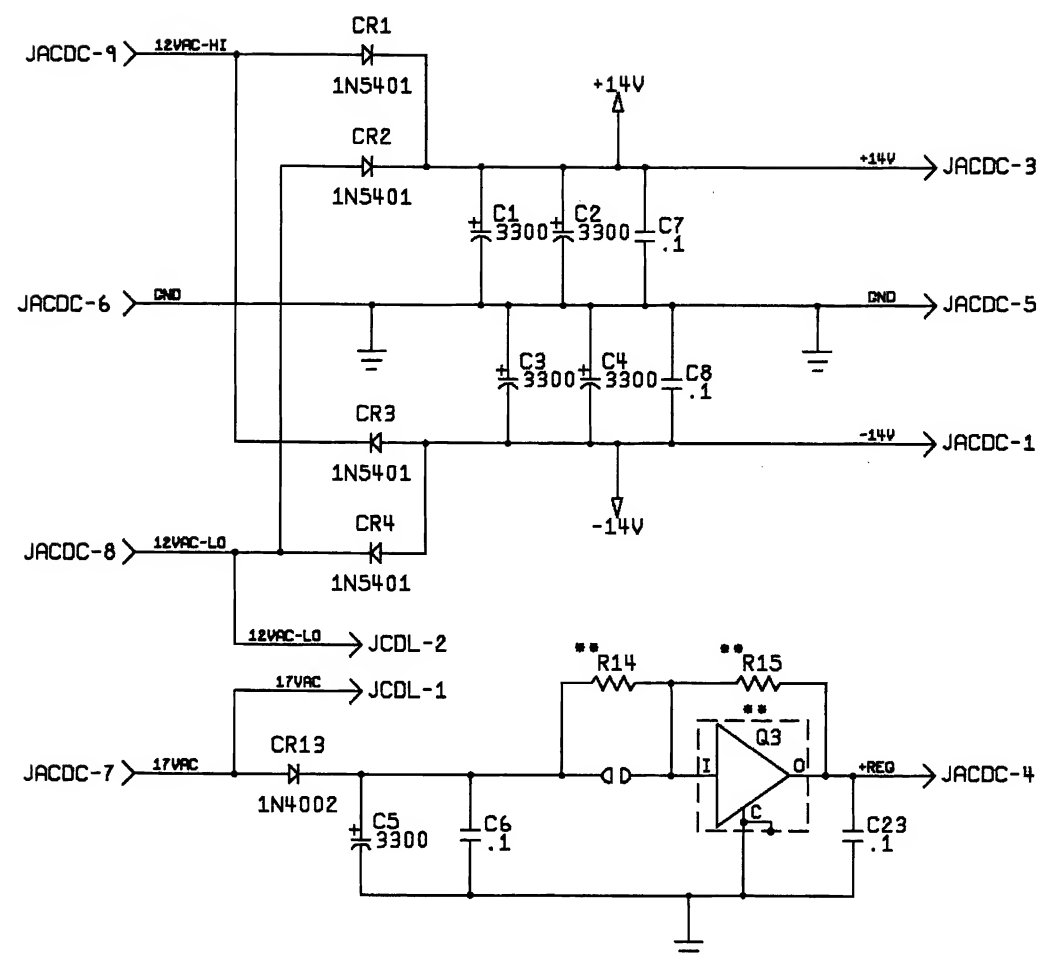 CR1
JACDC-9
12VAC-HI
1N5401
+14V
CR2
+14V
JACDC-3
1N5401
+
C1
3300
+
C2
3300
C7
.1
JACDC-6
GND
GND
JACDC-5
+
C3
3300
+
C4
3300
C8
.1
CR3
-14V
JACDC-1
1N5401
CR4
-14V
JACDC-8
12VAC-LO
1N5401
12VAC-LO
JCDL-2
**
R14
**
R15
17VAC
JCDL-1
**
CR13
Q3
JACDC-7
17VAC
I
O
+REG
JACDC-4
1N4002
C
+
C5
3300
C6
.1
C23
.1